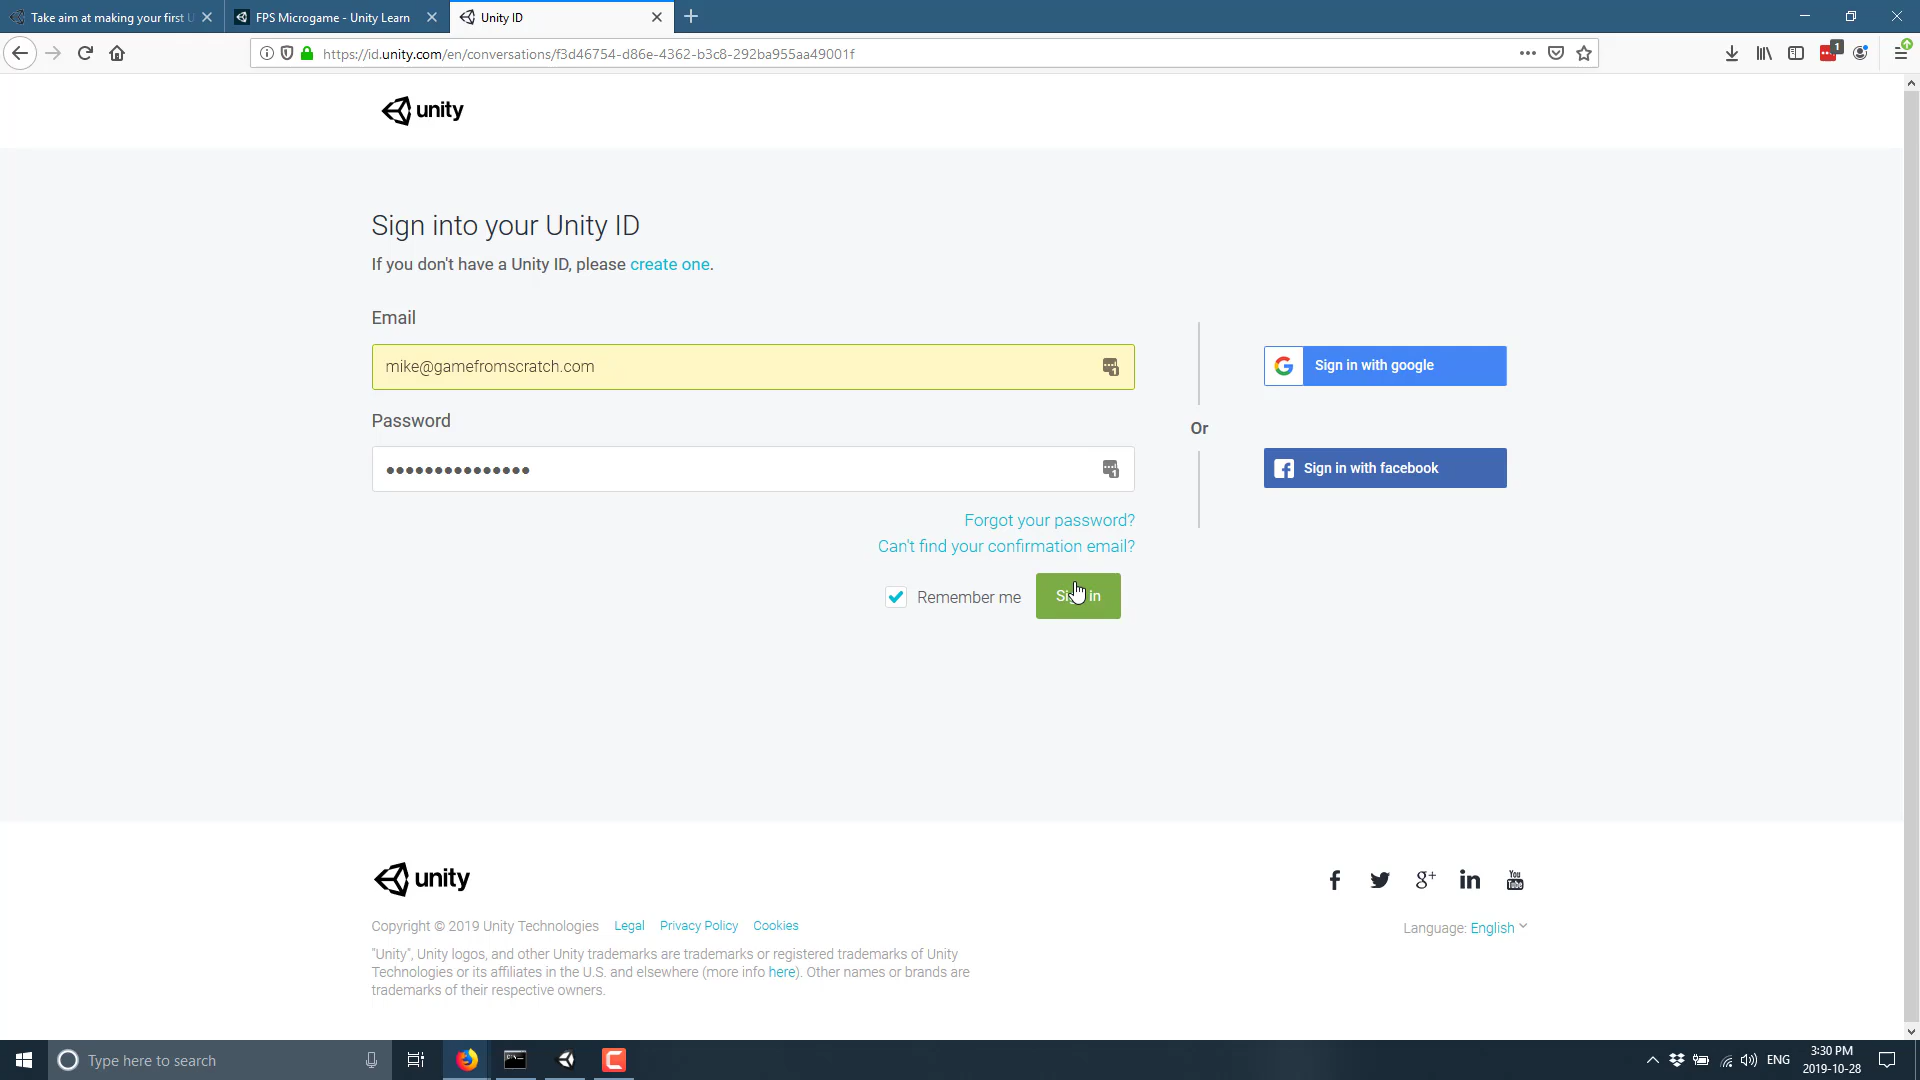 Take aim at making your first U
FPS Microgame - Unity Learn
Unity ID
https://id.unity.com/en/conversations/f3d46754-d86e-4362-b3c8-292ba955aa49001f
1
unity
Sign into your Unity ID
If you don't have a Unity ID, please create one.
Email
mike@gamefromscratch.com
1
Sign in with google
Password
Or
1
Sign in with facebook
Forgot your password?
Can't find your confirmation email?
Remember me
Sign in
unity
You Tube
Copyright © 2019 Unity Technologies Legal Privacy Policy Cookies
Language: English
"Unity", Unity logos, and other Unity trademarks are trademarks or registered trademarks of Unity
Technologies or its affiliates in the U.S. and elsewhere (more info here). Other names or brands are
trademarks of their respective owners.
Type here to search
ENG
3:30 PM
2019-10-28